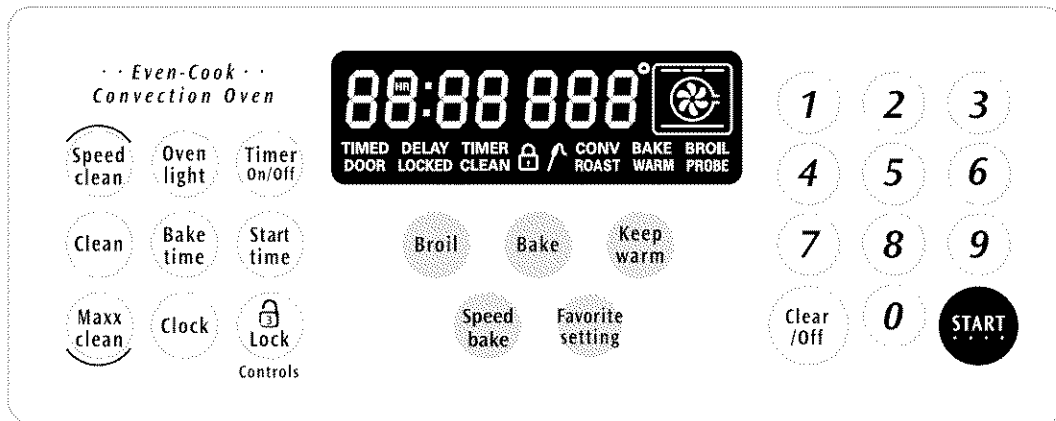 · · Even-Cook · ·
Convection Oven
Speed
clean
Oven
light
Timer
On/Off
Clean
Bake
time
Start
time
Maxx
clean
Clock
3
Lock
Controls
88:88 888°
HR
TIMED DELAY TIMER CONV BAKE BROIL
DOOR LOCKED CLEAN ROAST WARM PROBE
Broil
Bake
Keep
warm
Speed
bake
Favorite
setting
1 2 3
4 5 6
7 8 9
Clear
/Off
0
START